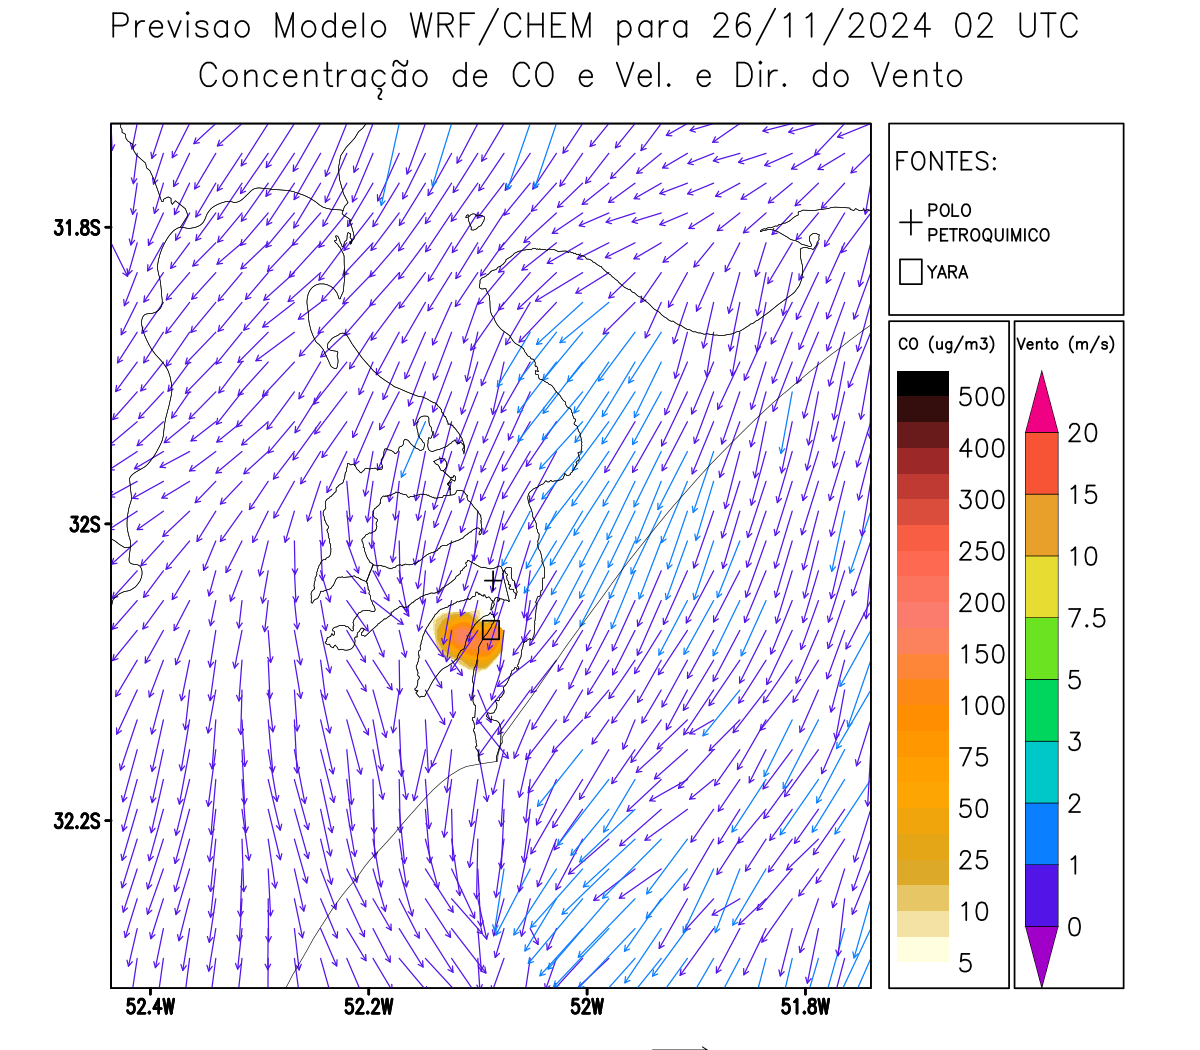 Previsao Modelo WRF/CHEM para 26/11/2024 02 UTC
Concentração de CO e Vel. e Dir. do Vento
FONTES:
POLO
PETROQUIMICO
YARA
CO (ug/m3)
500
400
300
250
200
150
100
75
50
25
10
5
Vento (m/s)
20
15
10
7.5
5
3
2
1
0
31.8S
32S
32.2S
52.4W
52.2W
52W
51.8W